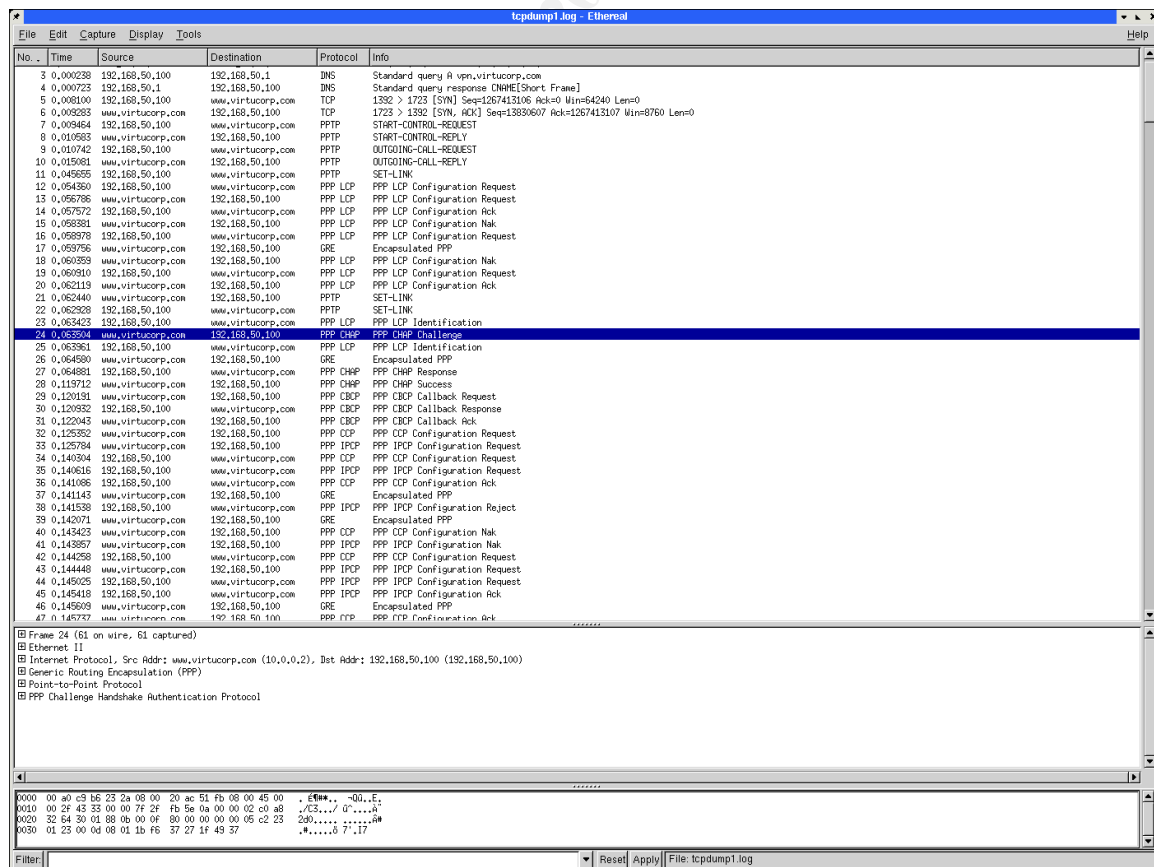 tcpdump1.log - Ethereal
File Edit Capture Display Tools Help
No. . Time Source Destination Protocol Info
3 0.000238 192.168.50.100 192.168.50.1 DNS Standard query A vpn.virtucorp.com
4 0.000723 192.168.50.1 192.168.50.100 DNS Standard query response CNAME[Short Frame]
5 0.008100 192.168.50.100 www.virtucorp.com TCP 1392 > 1723 [SYN] Seq=1267413106 Ack=0 Win=64240 Len=0
6 0.009283 www.virtucorp.com 192.168.50.100 TCP 1723 > 1392 [SYN, ACK] Seq=13830607 Ack=1267413107 Win=8760 Len=0
7 0.009464 192.168.50.100 www.virtucorp.com PPTP START-CONTROL-REQUEST
8 0.010583 www.virtucorp.com 192.168.50.100 PPTP START-CONTROL-REPLY
9 0.010742 192.168.50.100 www.virtucorp.com PPTP OUTGOING-CALL-REQUEST
10 0.015081 www.virtucorp.com 192.168.50.100 PPTP OUTGOING-CALL-REPLY
11 0.045655 192.168.50.100 www.virtucorp.com PPTP SET-LINK
12 0.054360 192.168.50.100 www.virtucorp.com PPP LCP PPP LCP Configuration Request
13 0.056786 www.virtucorp.com 192.168.50.100 PPP LCP PPP LCP Configuration Request
14 0.057572 192.168.50.100 www.virtucorp.com PPP LCP PPP LCP Configuration Ack
15 0.058381 www.virtucorp.com 192.168.50.100 PPP LCP PPP LCP Configuration Nak
16 0.058978 192.168.50.100 www.virtucorp.com PPP LCP PPP LCP Configuration Request
17 0.059756 www.virtucorp.com 192.168.50.100 GRE Encapsulated PPP
18 0.060359 www.virtucorp.com 192.168.50.100 PPP LCP PPP LCP Configuration Nak
19 0.060910 192.168.50.100 www.virtucorp.com PPP LCP PPP LCP Configuration Request
20 0.062119 www.virtucorp.com 192.168.50.100 PPP LCP PPP LCP Configuration Ack
21 0.062440 www.virtucorp.com 192.168.50.100 PPTP SET-LINK
22 0.062928 192.168.50.100 www.virtucorp.com PPTP SET-LINK
23 0.063423 192.168.50.100 www.virtucorp.com PPP LCP PPP LCP Identification
24 0.063504 www.virtucorp.com 192.168.50.100 PPP CHAP PPP CHAP Challenge
25 0.063961 192.168.50.100 www.virtucorp.com PPP LCP PPP LCP Identification
26 0.064580 www.virtucorp.com 192.168.50.100 GRE Encapsulated PPP
27 0.064881 192.168.50.100 www.virtucorp.com PPP CHAP PPP CHAP Response
28 0.119712 www.virtucorp.com 192.168.50.100 PPP CHAP PPP CHAP Success
29 0.120191 www.virtucorp.com 192.168.50.100 PPP CBCP PPP CBCP Callback Request
30 0.120932 192.168.50.100 www.virtucorp.com PPP CBCP PPP CBCP Callback Response
31 0.122043 www.virtucorp.com 192.168.50.100 PPP CBCP PPP CBCP Callback Ack
32 0.125352 www.virtucorp.com 192.168.50.100 PPP CCP PPP CCP Configuration Request
33 0.125784 www.virtucorp.com 192.168.50.100 PPP IPCP PPP IPCP Configuration Request
34 0.140304 192.168.50.100 www.virtucorp.com PPP CCP PPP CCP Configuration Request
35 0.140616 192.168.50.100 www.virtucorp.com PPP IPCP PPP IPCP Configuration Request
36 0.141086 192.168.50.100 www.virtucorp.com PPP CCP PPP CCP Configuration Ack
37 0.141143 www.virtucorp.com 192.168.50.100 GRE Encapsulated PPP
38 0.141538 192.168.50.100 www.virtucorp.com PPP IPCP PPP IPCP Configuration Reject
39 0.142071 www.virtucorp.com 192.168.50.100 GRE Encapsulated PPP
40 0.143423 www.virtucorp.com 192.168.50.100 PPP CCP PPP CCP Configuration Nak
41 0.143857 www.virtucorp.com 192.168.50.100 PPP IPCP PPP IPCP Configuration Nak
42 0.144258 192.168.50.100 www.virtucorp.com PPP CCP PPP CCP Configuration Request
43 0.144448 www.virtucorp.com 192.168.50.100 PPP IPCP PPP IPCP Configuration Request
44 0.145025 192.168.50.100 www.virtucorp.com PPP IPCP PPP IPCP Configuration Request
45 0.145418 192.168.50.100 www.virtucorp.com PPP IPCP PPP IPCP Configuration Ack
46 0.145609 www.virtucorp.com 192.168.50.100 GRE Encapsulated PPP
47 0.145737 www.virtucorp.com 192.168.50.100 PPP CCP PPP CCP Configuration Ack
Frame 24 (61 on wire, 61 captured)
Ethernet II
Internet Protocol, Src Addr: www.virtucorp.com (10.0.0.2), Dst Addr: 192.168.50.100 (192.168.50.100)
Generic Routing Encapsulation (PPP)
Point-to-Point Protocol
PPP Challenge Handshake Authentication Protocol
0000 00 a0 c9 b6 23 2a 08 00 20 ac 51 fb 08 00 45 00 . É¶#*.. ¬Qû..E.
0010 00 2f 43 33 00 00 7f 2f fb 5e 0a 00 00 02 c0 a8 ./C3.../ û^....À¨
0020 32 64 30 01 88 0b 00 0f 80 00 00 00 00 05 c2 23 2d0..... ......Â#
0030 01 23 00 0d 08 01 1b f6 37 27 1f 49 37 .#.....ö 7'.I7
Filter: Reset Apply File: tcpdump1.log